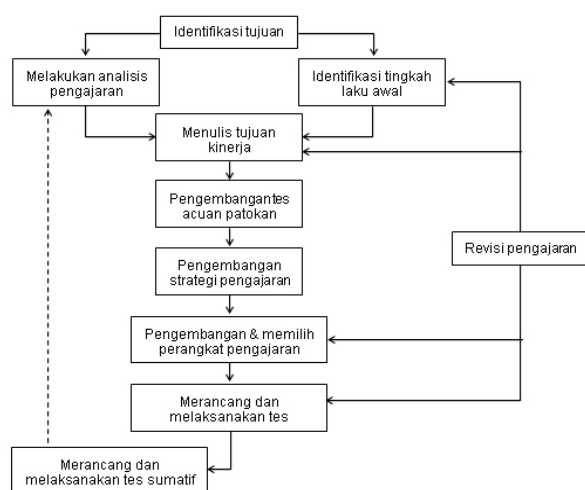 Identifikasi tujuan
Melakukan analisis
pengajaran
Identifikasi tingkah
laku awal
Menulis tujuan
kinerja
Pengembangantes
acuan patokan
Revisi pengajaran
Pengembangan
strategi pengajaran
Pengembangan & memilih
perangkat pengajaran
Merancang dan
melaksanakan tes
Merancang dan
melaksanakan tes sumatif